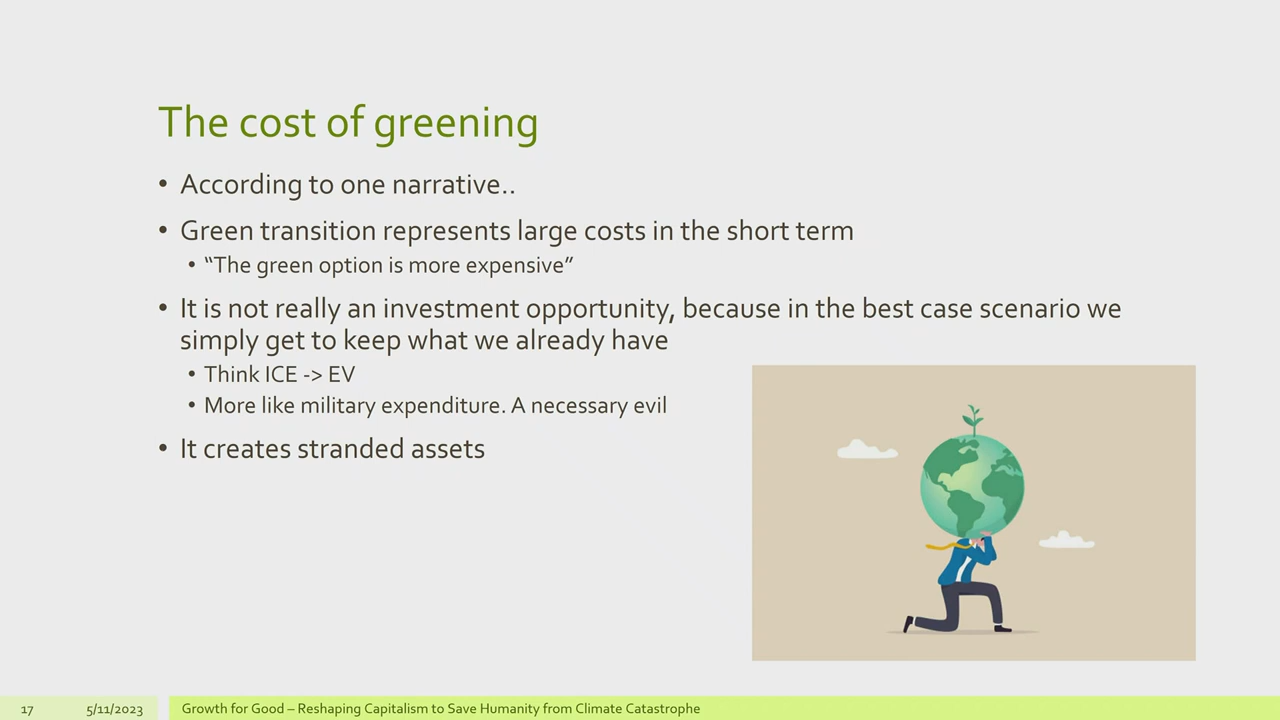 The cost of greening
• According to one narrative..
• Green transition represents large costs in the short term
• “The green option is more expensive”
• It is not really an investment opportunity, because in the best case scenario we
simply get to keep what we already have
• Think ICE -> EV
• More like military expenditure. A necessary evil
• It creates stranded assets
17 5/11/2023 Growth for Good – Reshaping Capitalism to Save Humanity from Climate Catastrophe